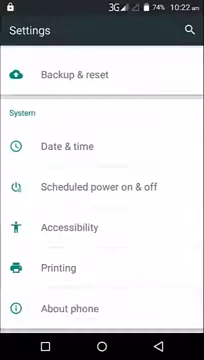 3G 74% 10:22 am
Settings
Backup & reset
System
Date & time
Scheduled power on & off
Accessibility
Printing
About phone